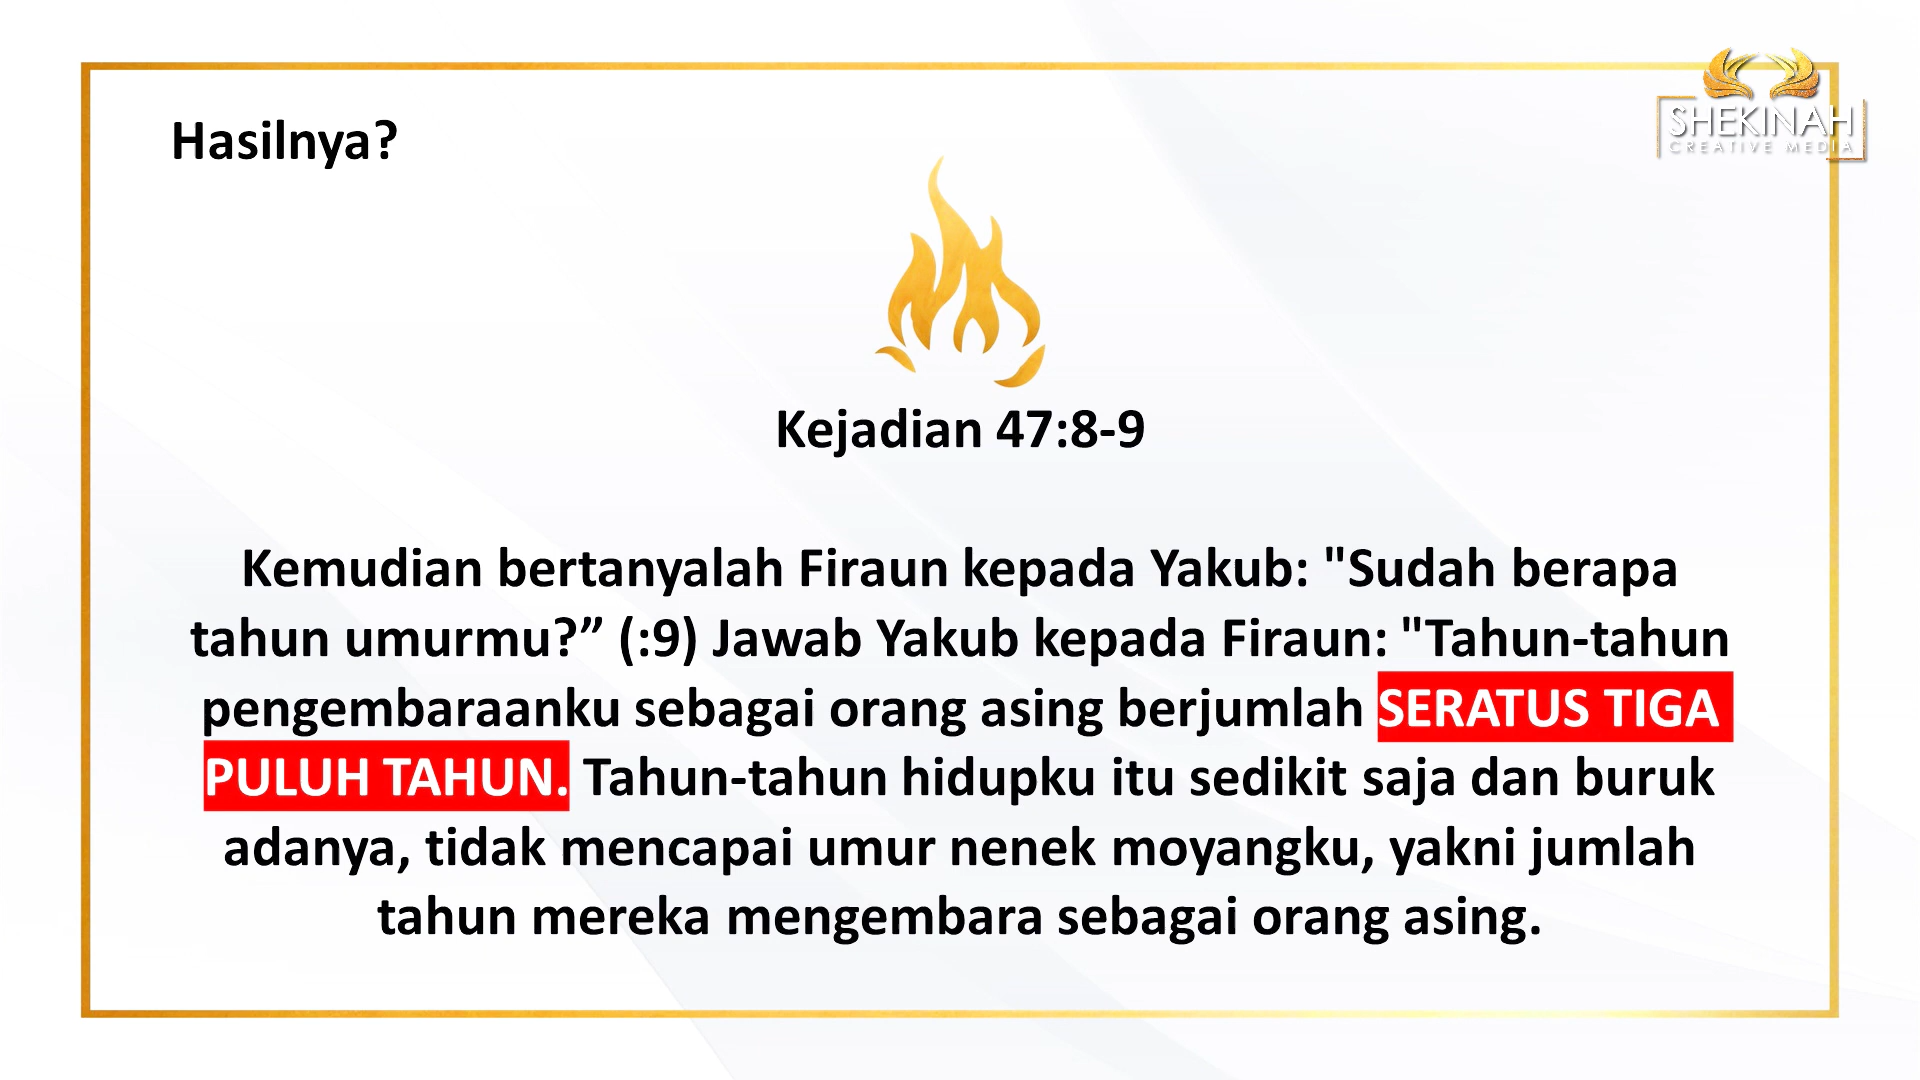 SHEKINAH
CREATIVE MEDIA
Hasilnya?
Kejadian 47:8-9
Kemudian bertanyalah Firaun kepada Yakub: "Sudah berapa
tahun umurmu?” (:9) Jawab Yakub kepada Firaun: "Tahun-tahun
pengembaraanku sebagai orang asing berjumlah SERATUS TIGA
PULUH TAHUN. Tahun-tahun hidupku itu sedikit saja dan buruk
adanya, tidak mencapai umur nenek moyangku, yakni jumlah
tahun mereka mengembara sebagai orang asing.